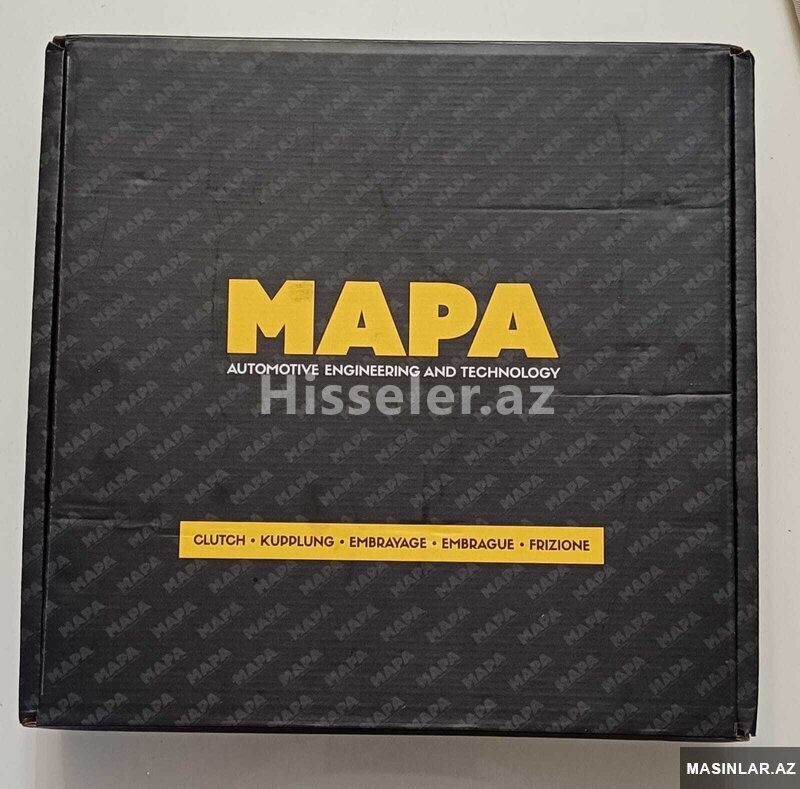 MAPA
AUTOMOTIVE ENGINEERING AND TECHNOLOGY
Hisseler.az
CLUTCH • KUPPLUNG • EMBRAYAGE • EMBRAGUE • FRIZIONE
MASINLAR.AZ